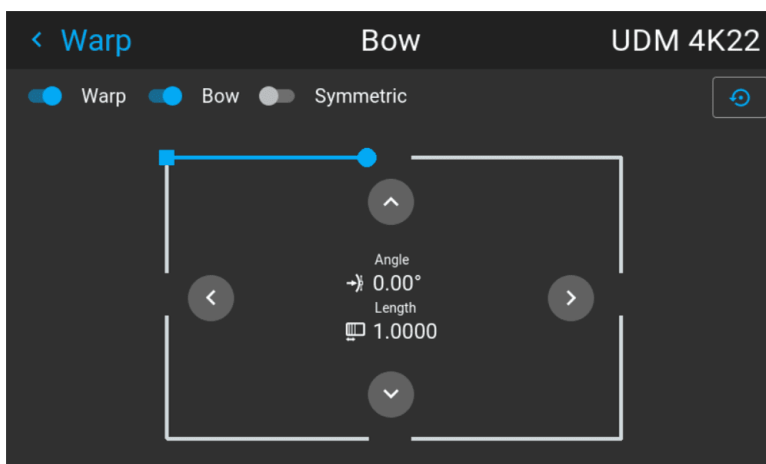 Warp Bow UDM 4K22
Warp Bow Symmetric
Angle
0.00°
Length
1.0000